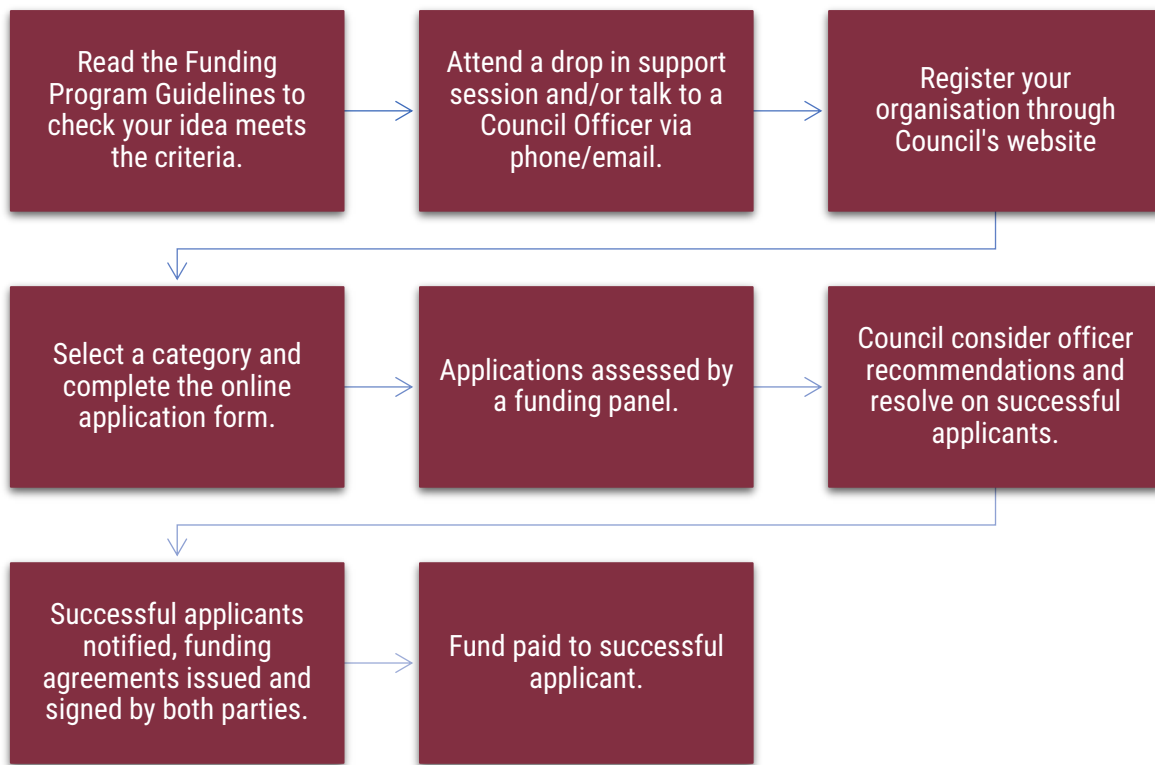 Read the Funding
Program Guidelines to
check your idea meets
the criteria.
Attend a drop in support
session and/or talk to a
Council Officer via
phone/email.
Register your
organisation through
Council's website
Select a category and
complete the online
application form.
Applications assessed by
a funding panel.
Council consider officer
recommendations and
resolve on successful
applicants.
Successful applicants
notified, funding
agreements issued and
signed by both parties.
Fund paid to successful
applicant.